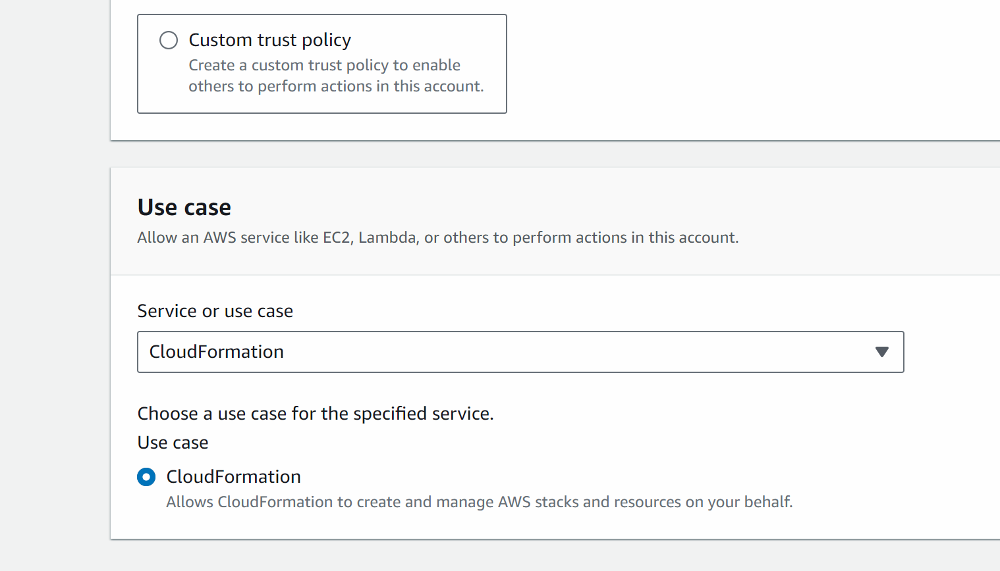 Custom trust policy
Create a custom trust policy to enable
others to perform actions in this account.
Use case
Allow an AWS service like EC2, Lambda, or others to perform actions in this account.
Service or use case
CloudFormation
Choose a use case for the specified service.
Use case
CloudFormation
Allows CloudFormation to create and manage AWS stacks and resources on your behalf.